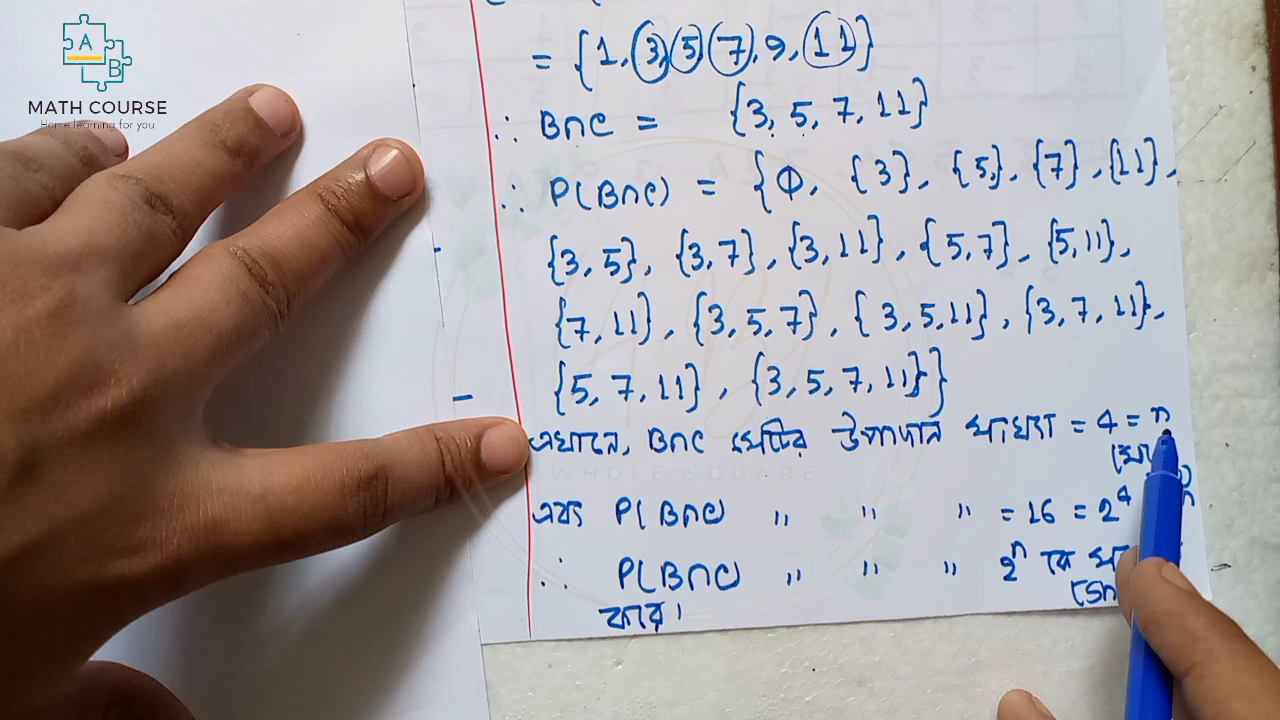 A
B
MATH COURSE
Home learning for you
= {1, 3, 5, 7, 9, 11}
∴ B∩C = {3, 5, 7, 11}
∴ P(B∩C) = {Φ, {3}, {5}, {7}, {11},
{3, 5}, {3, 7}, {3, 11}, {5, 7}, {5, 11},
{7, 11}, {3, 5, 7}, {3, 5, 11}, {3, 7, 11},
{5, 7, 11}, {3, 5, 7, 11}}
এখানে, B∩C সেটের উপাদান সংখ্যা = 4 = n
WHOLE SQUARE
এবং P(B∩C) " " " = 16 = 2⁴
∴ P(B∩C) " " " 2ⁿ কে
করে।